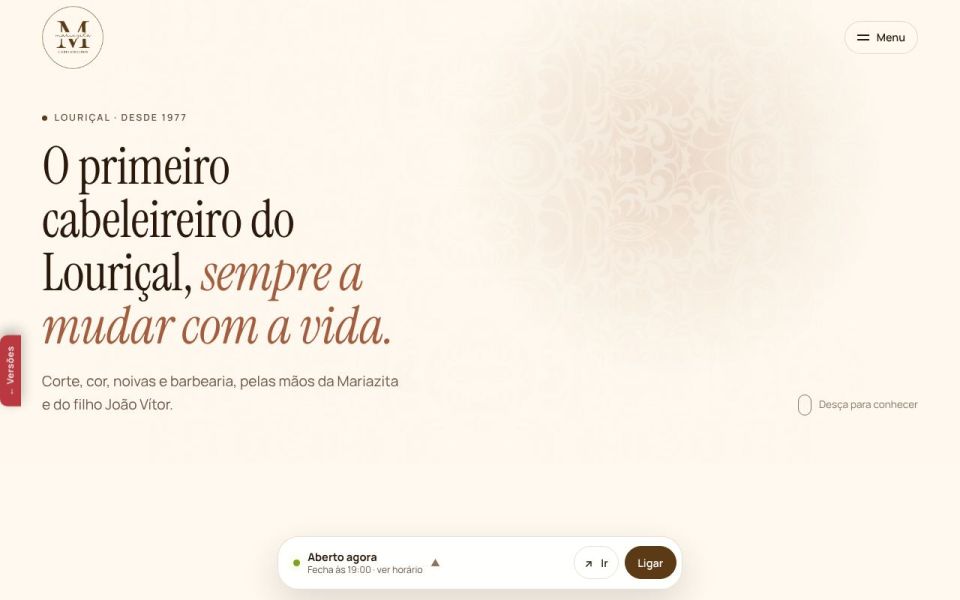 M
mariazita
CABELEIREIROS
Menu
LOURIÇAL · DESDE 1977
O primeiro
cabeleireiro do
Louriçal, sempre a
mudar com a vida.
← Versões
Corte, cor, noivas e barbearia, pelas mãos da Mariazita
e do filho João Vítor.
Desça para conhecer
Aberto agora
Fecha às 19:00 · ver horário
Ir
Ligar